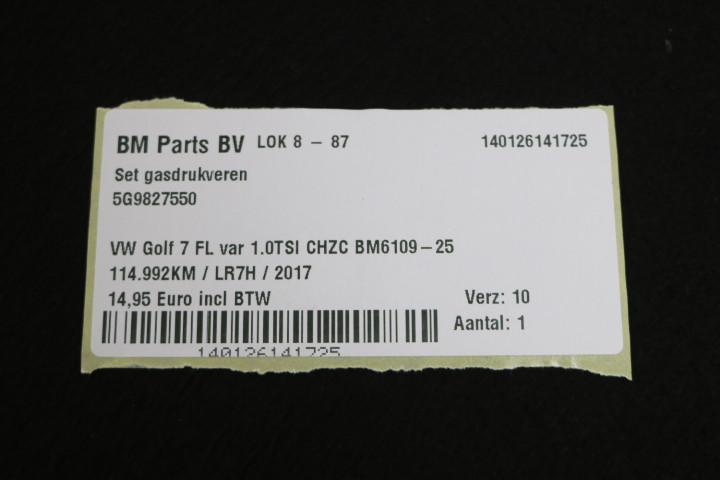 BM Parts BV LOK 8 – 87 140126141725
Set gasdrukveren
5G9827550
VW Golf 7 FL var 1.0TSI CHZC BM6109–25
114.992KM / LR7H / 2017
14,95 Euro incl BTW Verz: 10
Aantal: 1
140126141725